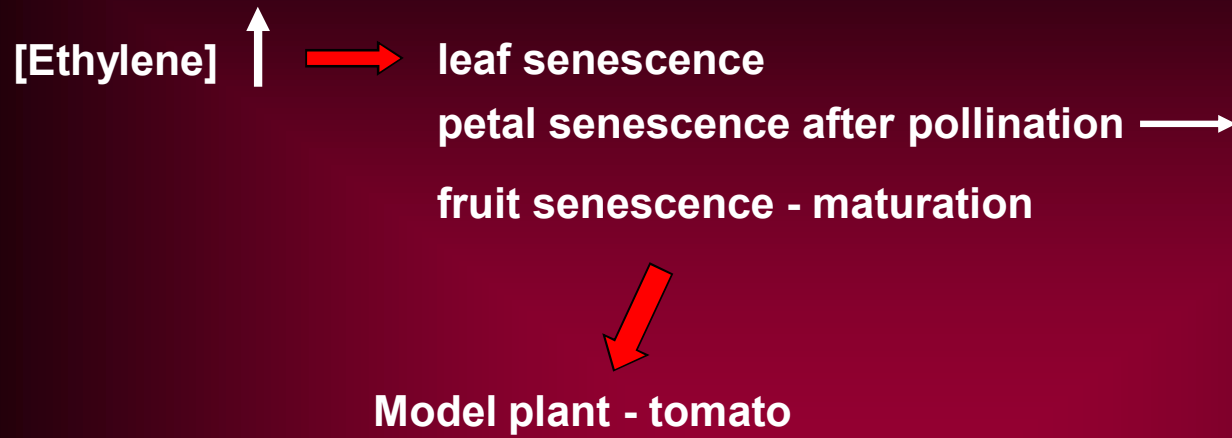 [Ethylene] leaf senescence
petal senescence after pollination
fruit senescence - maturation
Model plant - tomato